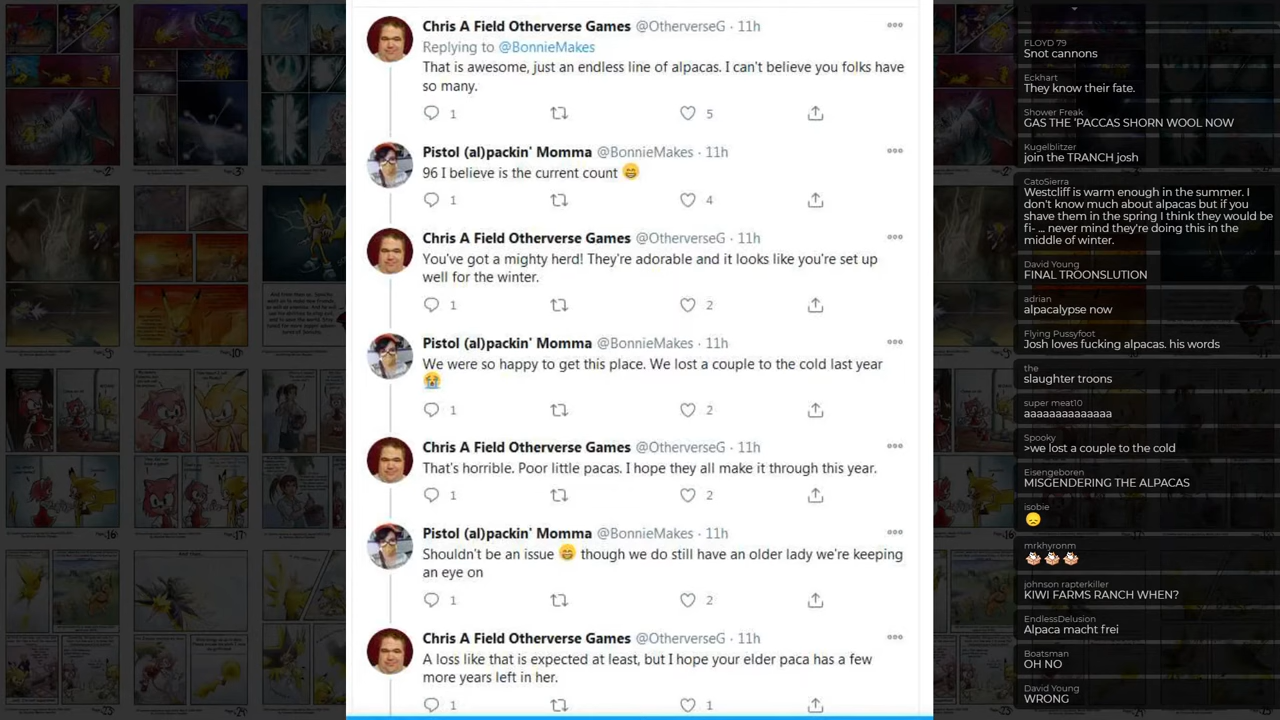 Chris A Field Otherverse Games @OtherverseG · 11h
Replying to @BonnieMakes
That is awesome, just an endless line of alpacas. I can't believe you folks have
so many.
1 5
Pistol (al)packin' Momma @BonnieMakes · 11h
96 I believe is the current count 😁
1 4
Chris A Field Otherverse Games @OtherverseG · 11h
You've got a mighty herd! They're adorable and it looks like you're set up
well for the winter.
1 2
Pistol (al)packin' Momma @BonnieMakes · 11h
We were so happy to get this place. We lost a couple to the cold last year
😭
1 2
Chris A Field Otherverse Games @OtherverseG · 11h
That's horrible. Poor little pacas. I hope they all make it through this year.
1 2
Pistol (al)packin' Momma @BonnieMakes · 11h
Shouldn't be an issue 😁 though we do still have an older lady we're keeping
an eye on
1 2
Chris A Field Otherverse Games @OtherverseG · 11h
A loss like that is expected at least, but I hope your elder paca has a few
more years left in her.
1 1
FLOYD 79
Snot cannons
Eckhart
They know their fate.
Shower Freak
GAS THE 'PACCAS SHORN WOOL NOW
Kugelblitzer
join the TRANCH josh
CatoSierra
Westcliff is warm enough in the summer. I
don't know much about alpacas but if you
shave them in the spring I think they would be
fi- ... never mind they're doing this in the
middle of winter.
David Young
FINAL TROONSLUTION
adrian
alpacalypse now
Flying Pussyfoot
Josh loves fucking alpacas. his words
the
slaughter troons
super meat10
aaaaaaaaaaaaaa
Spooky
>we lost a couple to the cold
Eisengeboren
MISGENDERING THE ALPACAS
isobie
😞
mrkhyronm
johnson rapterkiller
KIWI FARMS RANCH WHEN?
EndlessDelusion
Alpaca macht frei
Boatsman
OH NO
David Young
WRONG